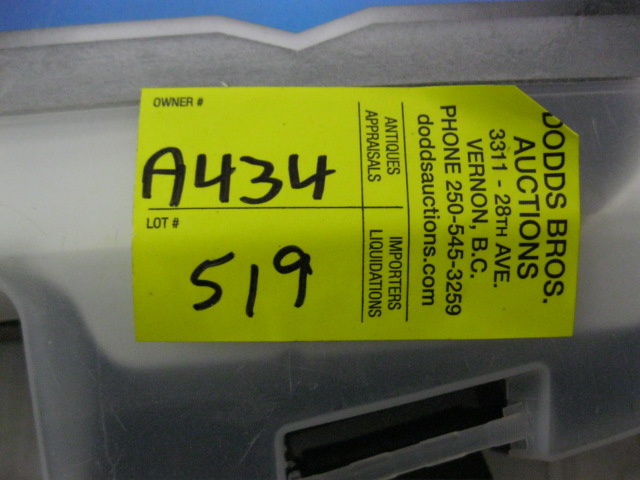 OWNER #
A434
LOT #
519
ANTIQUES
APPRAISALS
IMPORTERS
LIQUIDATIONS
DODDS BROS.
AUCTIONS
3311 - 28TH AVE.
VERNON, B.C.
PHONE 250-545-3259
doddsauctions.com